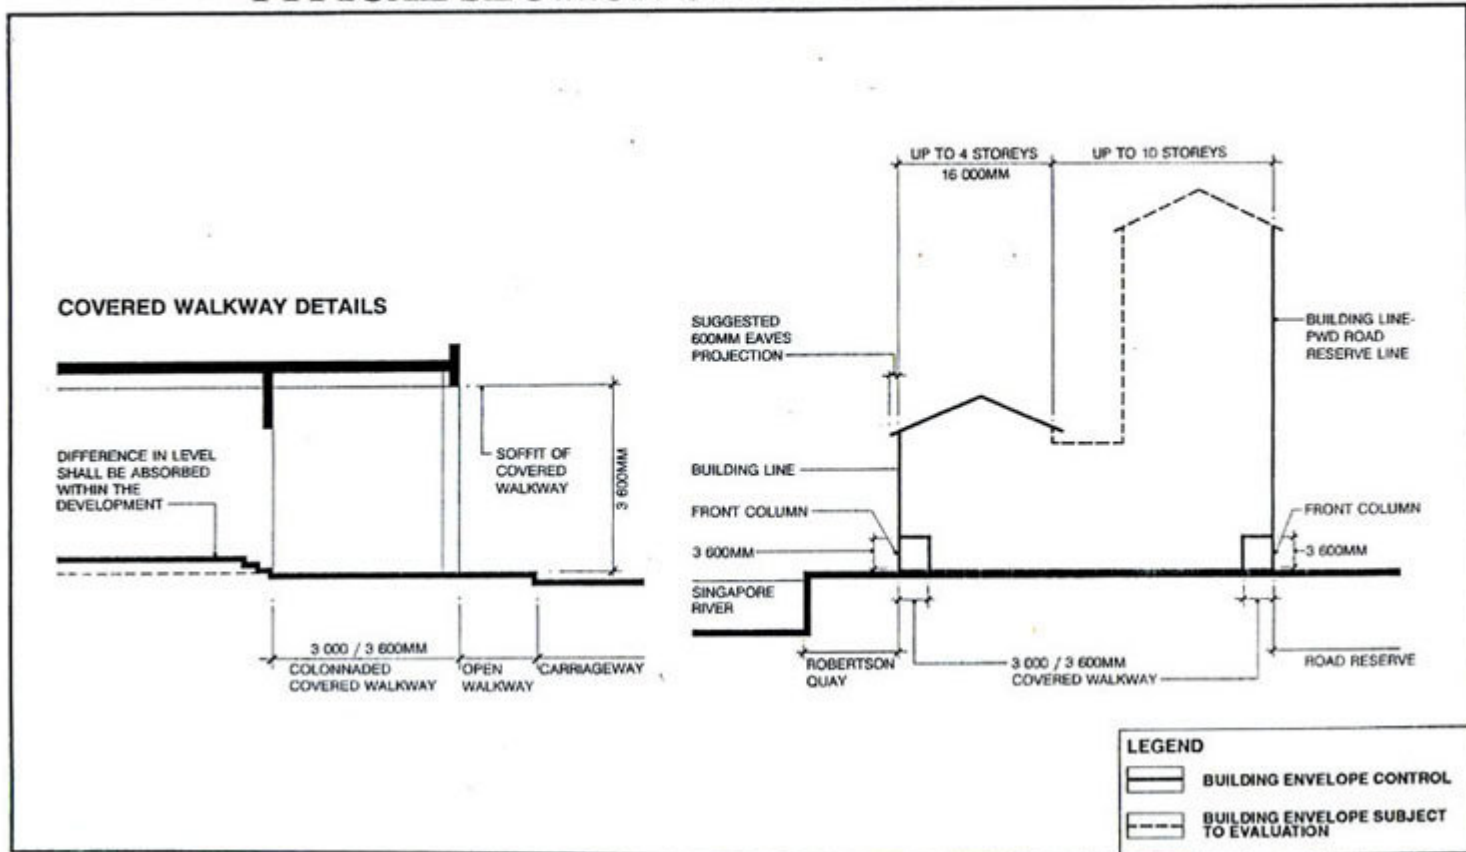 COVERED WALKWAY DETAILS
DIFFERENCE IN LEVEL
SHALL BE ABSORBED
WITHIN THE
DEVELOPMENT
SOFFIT OF
COVERED
WALKWAY
3 600MM
3 000 / 3 600MM
COLONNADED
COVERED WALKWAY
OPEN
WALKWAY
CARRIAGEWAY
UP TO 4 STOREYS
16 000MM
UP TO 10 STOREYS
SUGGESTED
600MM EAVES
PROJECTION
BUILDING LINE-
PWD ROAD
RESERVE LINE
BUILDING LINE
FRONT COLUMN
3 600MM
FRONT COLUMN
3 600MM
SINGAPORE
RIVER
ROBERTSON
QUAY
3 000 / 3 600MM
COVERED WALKWAY
ROAD RESERVE
LEGEND
BUILDING ENVELOPE CONTROL
BUILDING ENVELOPE SUBJECT
TO EVALUATION